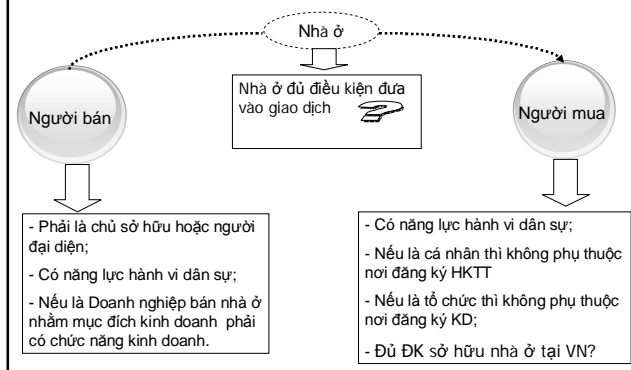 Nhà ở
Người bán
Nhà ở đủ điều kiện đưa
vào giao dịch ?
Người mua
- Phải là chủ sở hữu hoặc người
đại diện;
- Có năng lực hành vi dân sự;
- Nếu là Doanh nghiệp bán nhà ở
nhằm mục đích kinh doanh phải
có chức năng kinh doanh.
- Có năng lực hành vi dân sự;
- Nếu là cá nhân thì không phụ thuộc
nơi đăng ký HKTT
- Nếu là tổ chức thì không phụ thuộc
nơi đăng ký KD;
- Đủ ĐK sở hữu nhà ở tại VN?